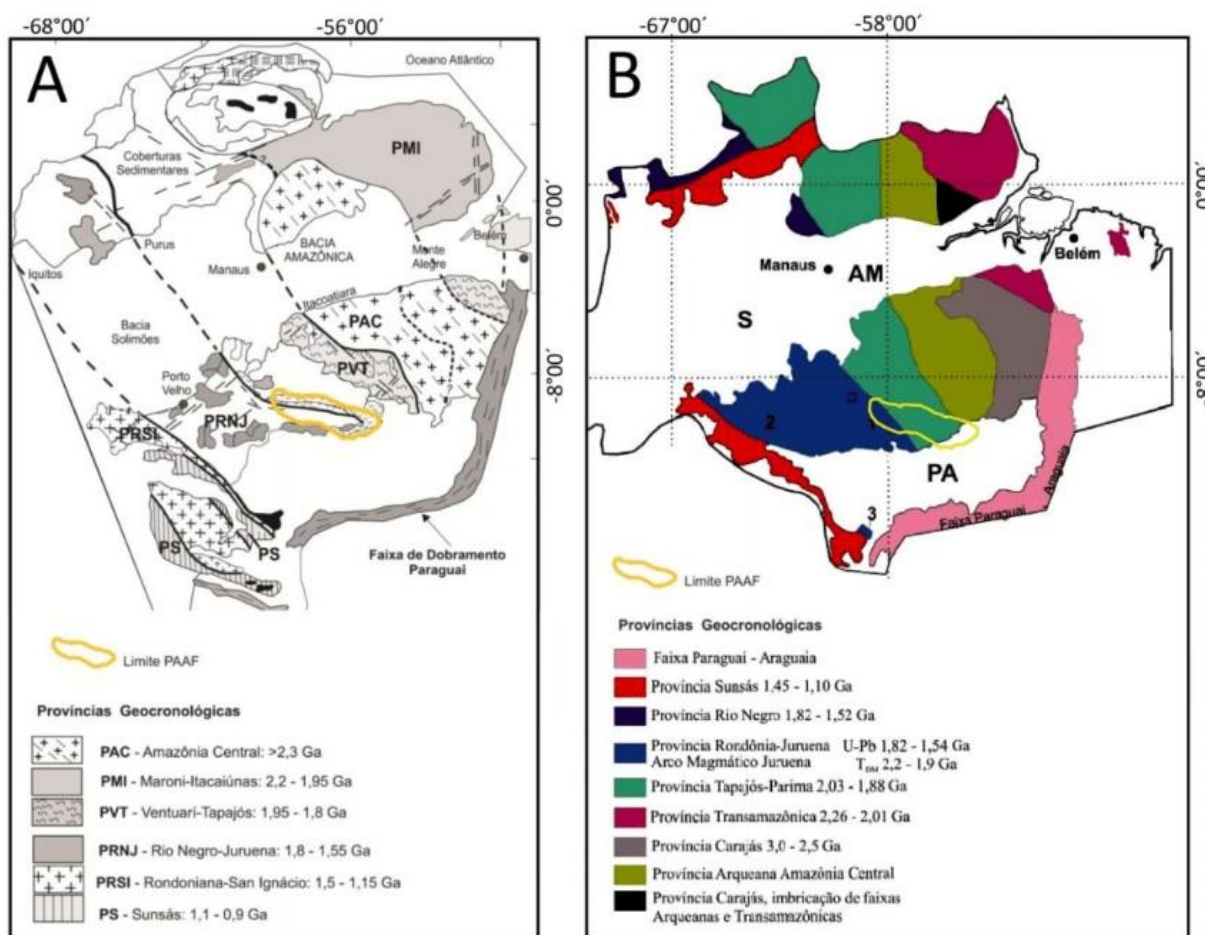 -68°00´
-56°00´
A
Oceano Atlântico
Coberturas
Sedimentares
PMI
0°00´
Purus
Iquitos
Manaus
BACIA
AMAZÔNICA
Monte
Alegre
Belém
Itacoatiara
PAC
Bacia
Solimões
PVT
-8°00´
Porto
Velho
PRNJ
PRSI
PS
PS
Faixa de Dobramento
Paraguai
Limite PAAF
Províncias Geocronológicas
PAC - Amazônia Central: >2,3 Ga
PMI - Maroni-Itacaiúnas: 2,2 - 1,95 Ga
PVT - Ventuari-Tapajós: 1,95 - 1,8 Ga
PRNJ - Rio Negro-Juruena: 1,8 - 1,55 Ga
PRSI - Rondoniana-San Ignácio: 1,5 - 1,15 Ga
PS - Sunsás: 1,1 - 0,9 Ga
-67°00´
-58°00´
B
Manaus
AM
Belém
S
2
PA
3
Araguaia
Faixa Paraguai
Limite PAAF
Províncias Geocronológicas
Faixa Paraguai - Araguaia
Província Sunsás 1,45 - 1,10 Ga
Província Rio Negro 1,82 - 1,52 Ga
Província Rondônia-Juruena U-Pb 1,82 - 1,54 Ga
Arco Magmático Juruena TDM 2,2 - 1,9 Ga
Província Tapajós-Parima 2,03 - 1,88 Ga
Província Transamazônica 2,26 - 2,01 Ga
Província Carajás 3,0 - 2,5 Ga
Província Arqueana Amazônia Central
Província Carajás, imbricação de faixas
Arqueanas e Transamazônicas